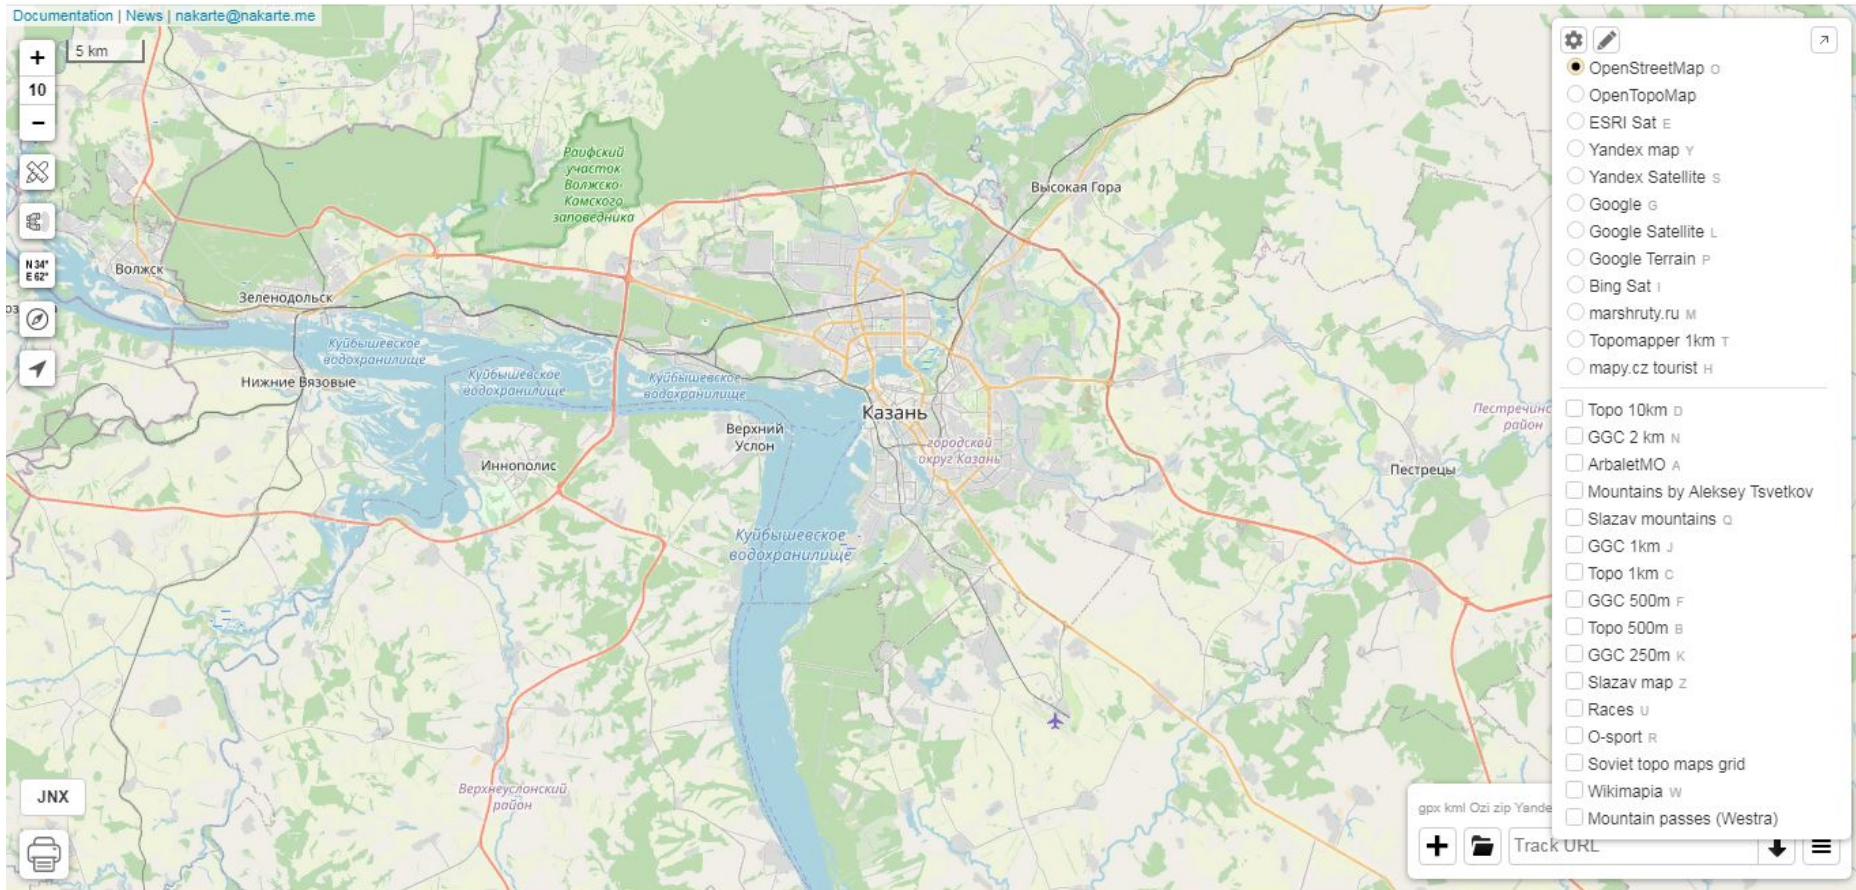 Documentation | News | nakarte@nakarte.me
5 km
+
10
−
N 34°
E 62°
JNX
Раифский
участок
Волжско-
Камского
заповедника
Высокая Гора
Волжск
Зеленодольск
Куйбышевское
водохранилище
Нижние Вязовые
Куйбышевское
водохранилище
Куйбышевское
водохранилище
Казань
Верхний
Услон
городской
округ Казань
Иннополис
Пестрецы
Куйбышевское
водохранилище
Верхнеуслонский
район
OpenStreetMap O
OpenTopoMap
ESRI Sat E
Yandex map Y
Yandex Satellite S
Google G
Google Satellite L
Google Terrain P
Bing Sat I
marshruty.ru M
Topomapper 1km T
mapy.cz tourist H
Topo 10km D
GGC 2 km N
ArbaletMO A
Mountains by Aleksey Tsvetkov
Slazav mountains Q
GGC 1km J
Topo 1km C
GGC 500m F
Topo 500m B
GGC 250m K
Slazav map Z
Races U
O-sport R
Soviet topo maps grid
Wikimapia W
Mountain passes (Westra)
район
gpx kml Ozi zip Yande
Track URL